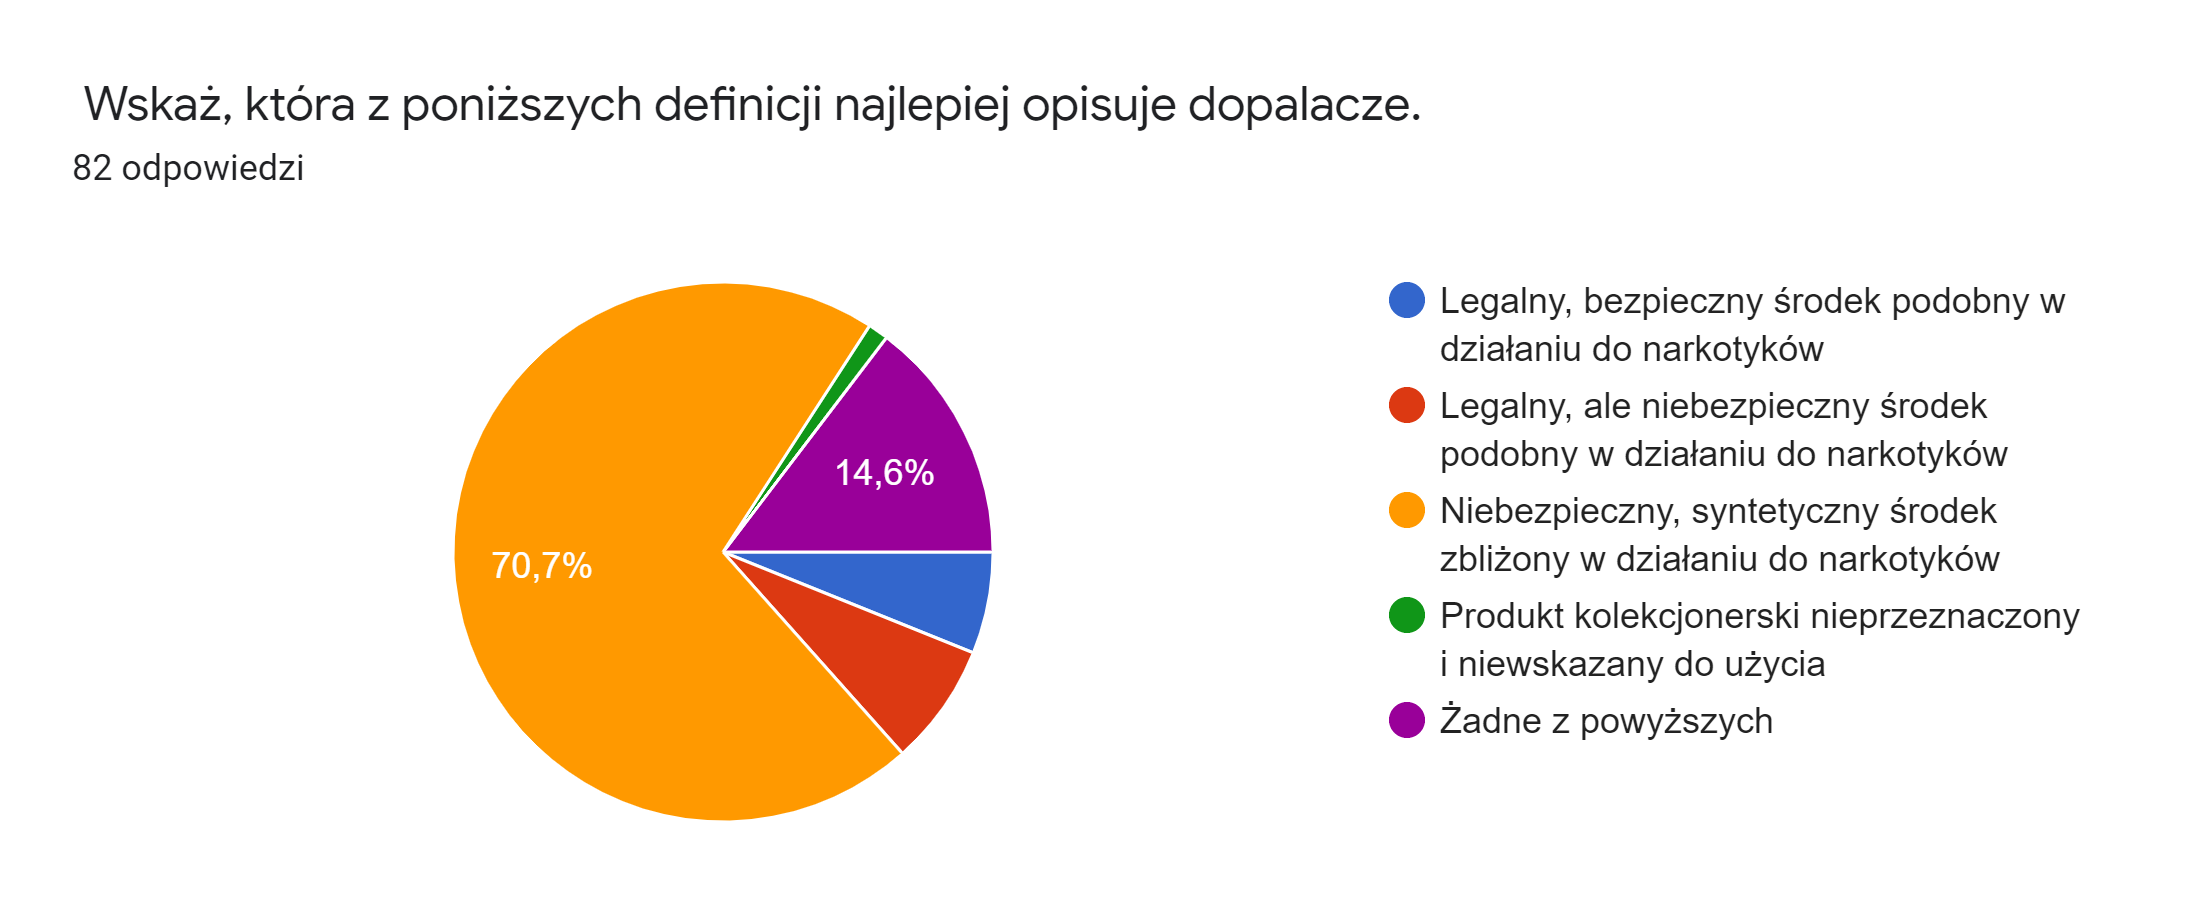 Wskaż, która z poniższych definicji najlepiej opisuje dopalacze.
82 odpowiedzi
70,7%
14,6%
Legalny, bezpieczny środek podobny w
działaniu do narkotyków
Legalny, ale niebezpieczny środek
podobny w działaniu do narkotyków
Niebezpieczny, syntetyczny środek
zbliżony w działaniu do narkotyków
Produkt kolekcjonerski nieprzeznaczony
i niewskazany do użycia
Żadne z powyższych